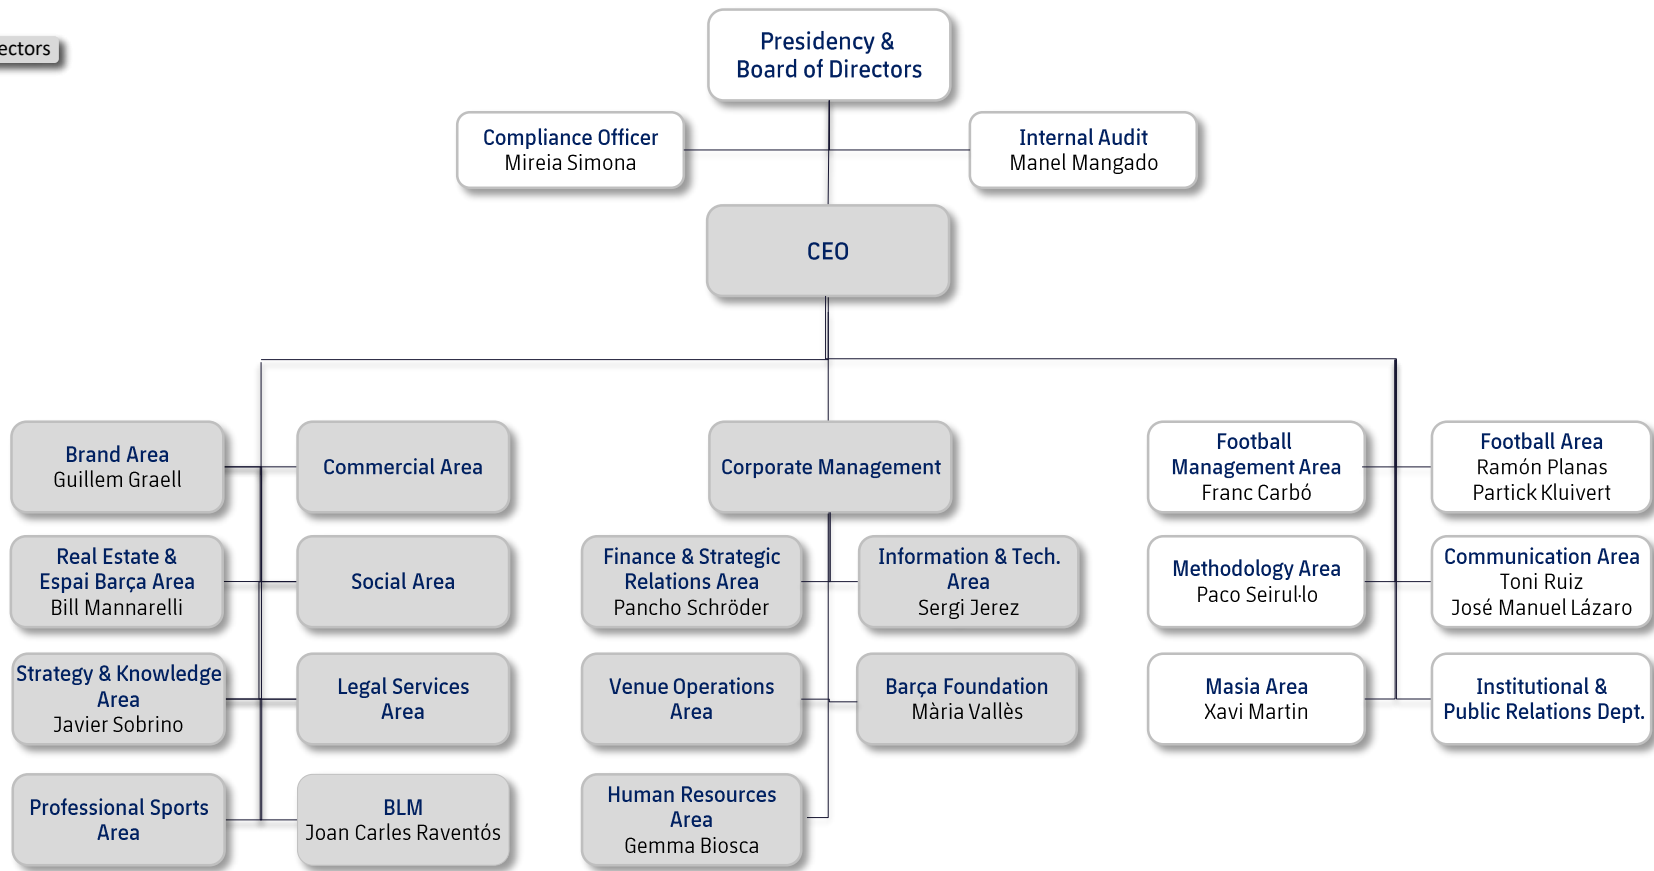 ectors
Presidency &
Board of Directors
Compliance Officer
Mireia Simona
Internal Audit
Manel Mangado
CEO
Brand Area
Guillem Graell
Commercial Area
Corporate Management
Football
Management Area
Franc Carbó
Football Area
Ramón Planas
Partick Kluivert
Real Estate &
Espai Barça Area
Bill Mannarelli
Social Area
Finance & Strategic
Relations Area
Pancho Schröder
Information & Tech.
Area
Sergi Jerez
Methodology Area
Paco Seirul·lo
Communication Area
Toni Ruiz
José Manuel Lázaro
Strategy & Knowledge
Area
Javier Sobrino
Legal Services
Area
Venue Operations
Area
Barça Foundation
Mària Vallès
Masia Area
Xavi Martin
Institutional &
Public Relations Dept.
Professional Sports
Area
BLM
Joan Carles Raventós
Human Resources
Area
Gemma Biosca